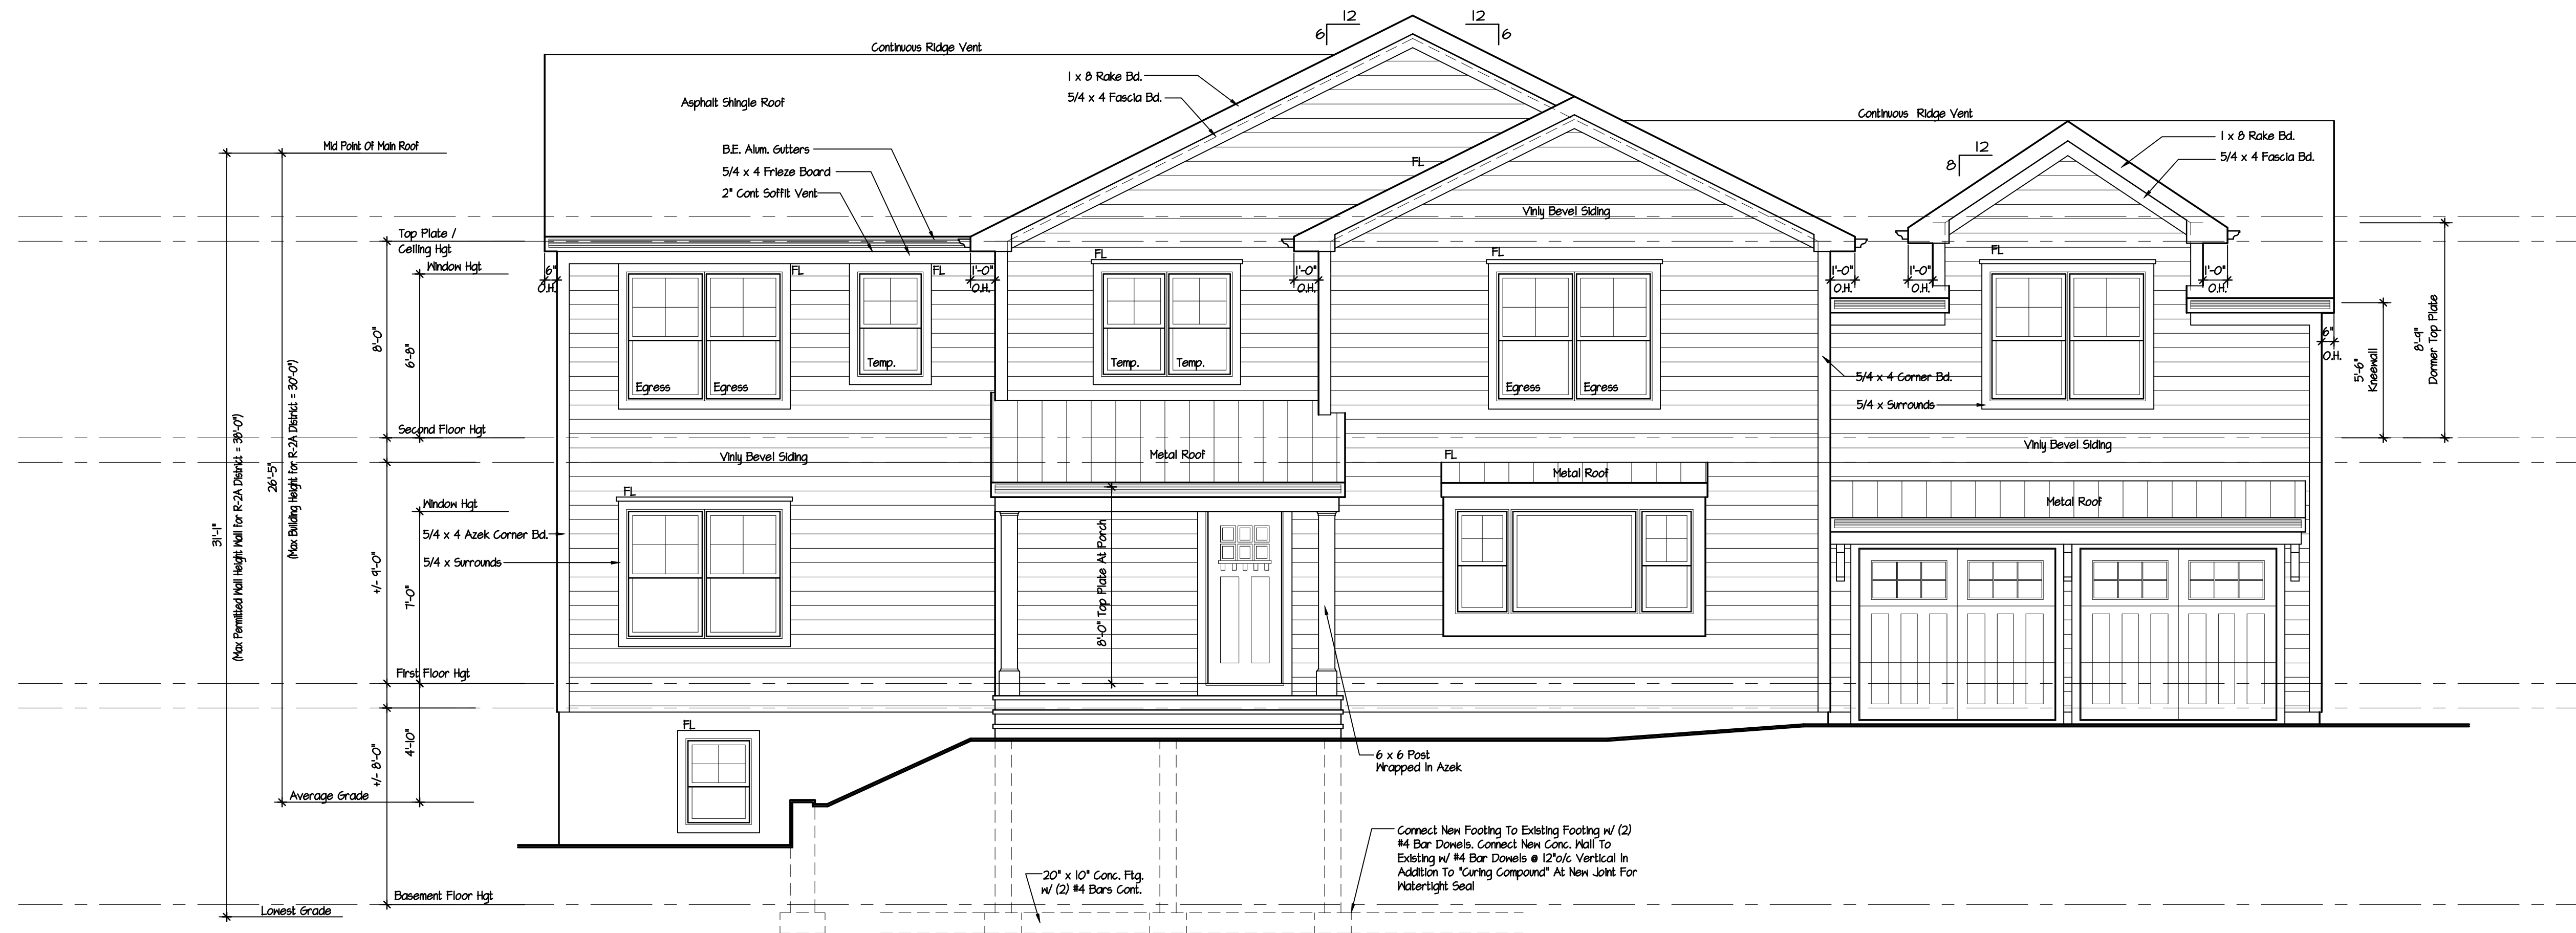 12
6
12
6
Continuous Ridge Vent
1 x 8 Rake Bd.
5/4 x 4 Fascia Bd.
Asphalt Shingle Roof
Continuous Ridge Vent
1 x 8 Rake Bd.
5/4 x 4 Fascia Bd.
12
8
Mid Point Of Main Roof
B.E. Alum. Gutters
5/4 x 4 Frieze Board
2" Cont Soffit Vent
FL
Vinly Bevel Siding
Top Plate /
Ceiling Hgt
Window Hgt
6"
O.H.
FL
FL
1'-0"
O.H.
FL
1'-0"
O.H.
FL
1'-0"
O.H.
1'-0"
O.H.
FL
1'-0"
O.H.
6"
O.H.
8'-0"
6'-8"
Egress
Egress
Temp.
Temp.
Temp.
Egress
Egress
5/4 x 4 Corner Bd.
5/4 x Surrounds
5'-6"
Kneewall
8'-9"
Dormer Top Plate
31'-1"
(Max Permitted Wall Height Wall for R-2A District = 38'-0")
26'-5"
(Max Building Height for R-2A District = 30'-0")
Second Floor Hgt
Vinly Bevel Siding
Metal Roof
FL
Metal Roof
Vinly Bevel Siding
Metal Roof
FL
Window Hgt
5/4 x 4 Azek Corner Bd.
5/4 x Surrounds
+/- 9'-0"
7'-0"
8'-0" Top Plate At Porch
First Floor Hgt
FL
+/- 8'-0"
4'-10"
6 x 6 Post
Wrapped In Azek
Average Grade
Connect New Footing To Existing Footing w/ (2)
#4 Bar Dowels. Connect New Conc. Wall To
Existing w/ #4 Bar Dowels @ 12"o/c Vertical In
Addition To "Curing Compound" At New Joint For
Watertight Seal
20" x 10" Conc. Ftg.
w/ (2) #4 Bars Cont.
Basement Floor Hgt
Lowest Grade